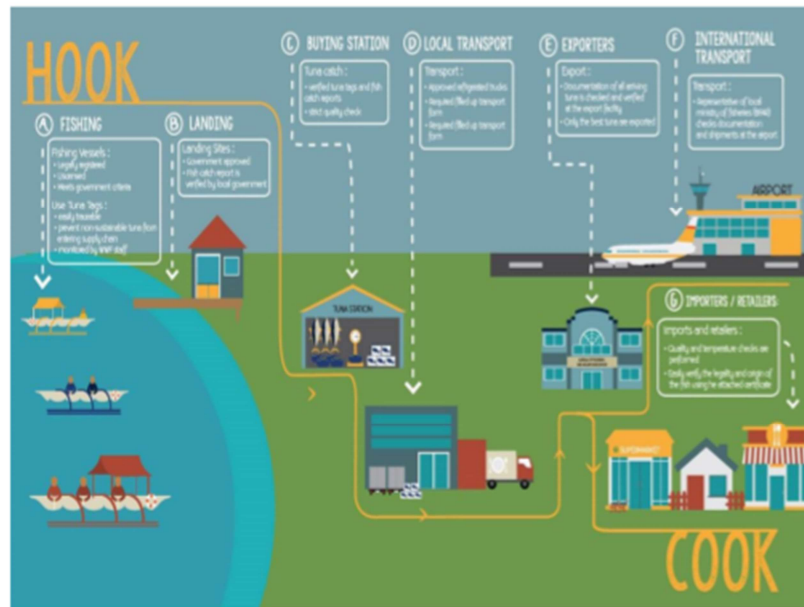 HOOK
A FISHING
Fishing Vessels :
• Legally registered
• Licensed
• Meets government criteria
Use Tuna Tags :
• easily traceable
• prevent non-sustainable tuna from
entering supply chain
• monitored by WWF staff
B LANDING
Landing Sites :
• Government approved
• Fish catch report is
verified by local government
C BUYING STATION
Tuna catch :
• verified tuna tags and fish
catch reports
• strict quality check
D LOCAL TRANSPORT
Transport :
• Approved refrigerated trucks
• Required filled up transport
form
• Required filled up transport
form
E EXPORTERS
Export :
• Documentation of all arriving
tuna is checked and verified
at the export facility
• Only the best tuna are exported
F INTERNATIONAL
TRANSPORT
Transport :
• Representative of local
ministry of fisheries (BFAR)
checks documentation
and shipments at the airport
AIRPORT
TUNA STATION
G IMPORTERS / RETAILERS
Imports and retailers :
• Quality and temperature checks are
performed
• Easily verify the legality and origin of
the fish using he attached certificate
SUPERMARKET
COOK